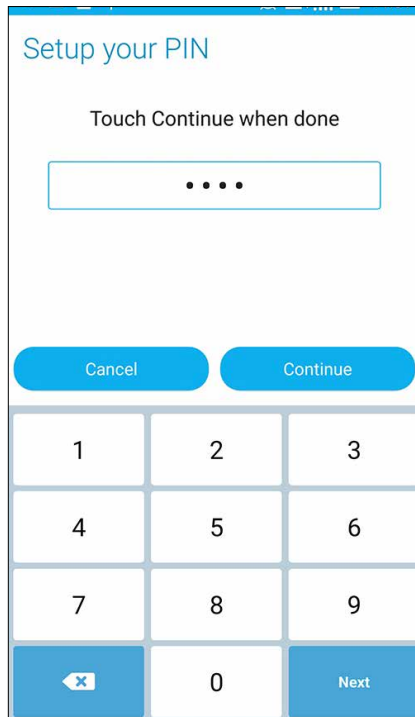 Setup your PIN
Touch Continue when done
••••
Cancel Continue
1 2 3
4 5 6
7 8 9
0 Next